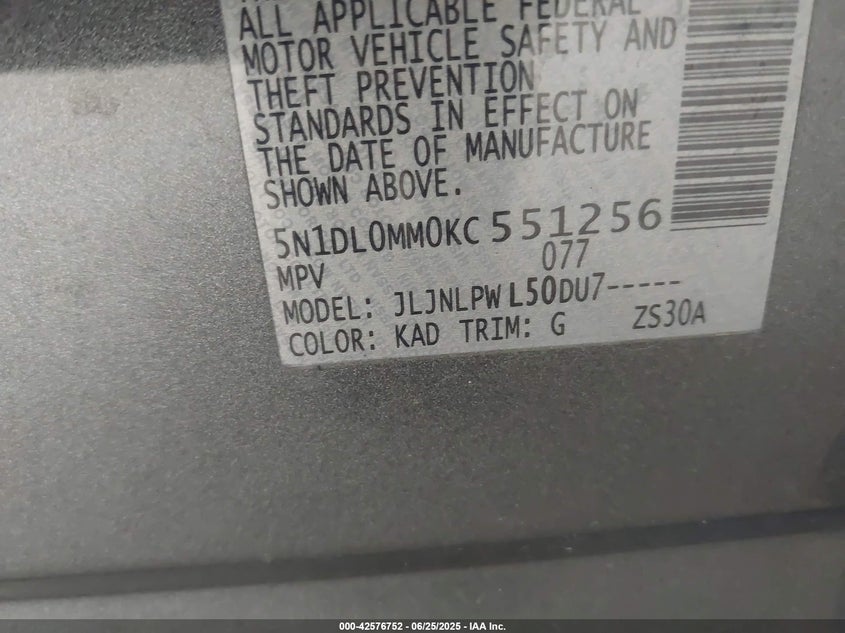 ALL APPLICABLE FEDERAL
MOTOR VEHICLE SAFETY AND
THEFT PREVENTION
STANDARDS IN EFFECT ON
THE DATE OF MANUFACTURE
SHOWN ABOVE.
5N1DL0MM0KC551256
077
MPV
MODEL: JLJNLPWL50DU7-----
COLOR: KAD TRIM: G ZS30A
000-42576752 | 06/25/2025 | IAA Inc.